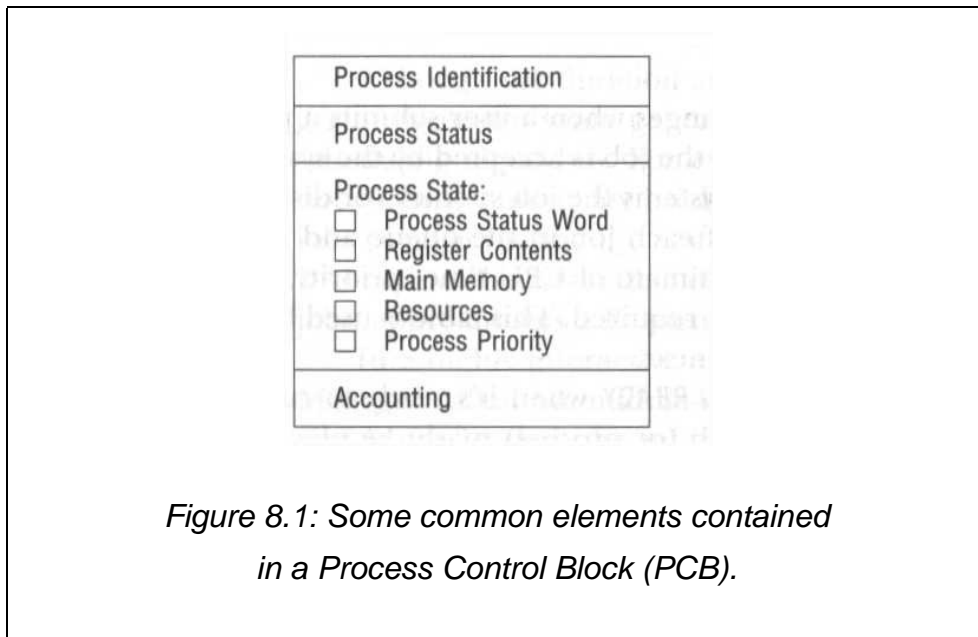 Process Identification
Process Status
Process State:
Process Status Word
Register Contents
Main Memory
Resources
Process Priority
Accounting
Figure 8.1: Some common elements contained
in a Process Control Block (PCB).